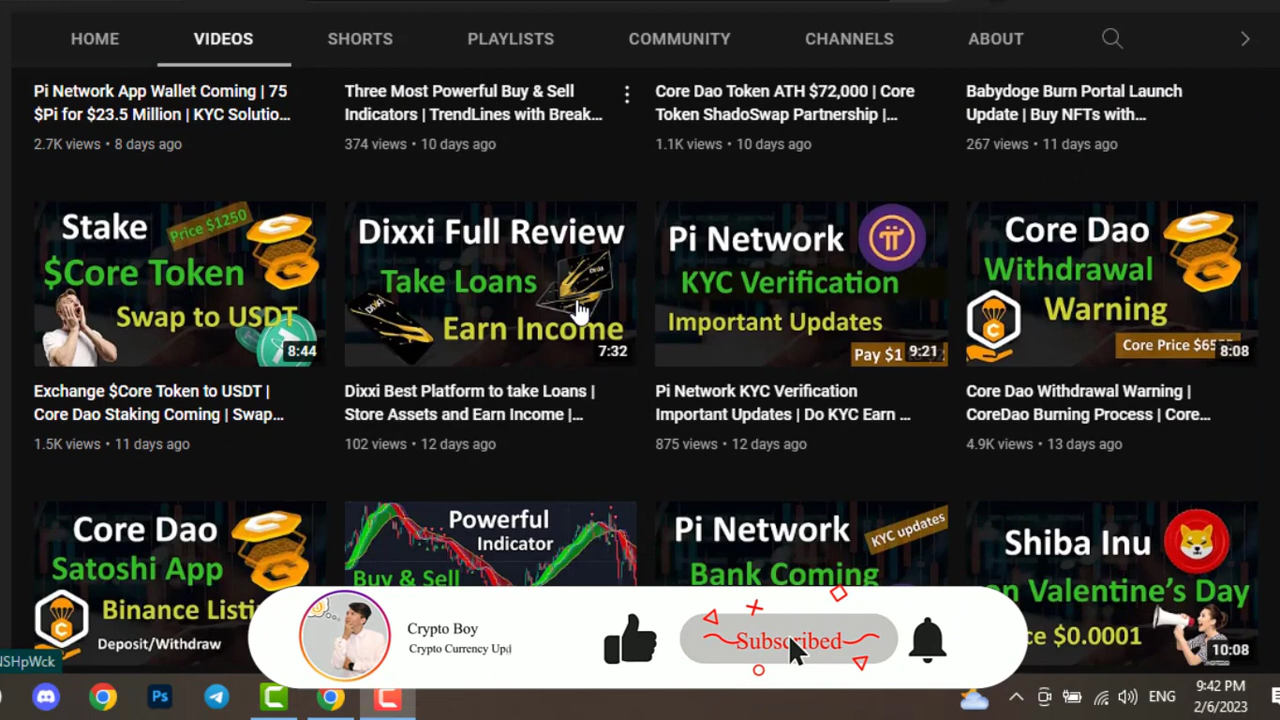 HOME VIDEOS SHORTS PLAYLISTS COMMUNITY CHANNELS ABOUT
Pi Network App Wallet Coming | 75
$Pi for $23.5 Million | KYC Solutio...
2.7K views • 8 days ago
Three Most Powerful Buy & Sell
Indicators | TrendLines with Break...
374 views • 10 days ago
Core Dao Token ATH $72,000 | Core
Token ShadoSwap Partnership |...
1.1K views • 10 days ago
Babydoge Burn Portal Launch
Update | Buy NFTs with...
267 views • 11 days ago
Stake
Price $1250
$Core Token
Swap to USDT
8:44
Exchange $Core Token to USDT |
Core Dao Staking Coming | Swap...
1.5K views • 11 days ago
Dixxi Full Review
Take Loans
Dixxi
Earn Income
7:32
Dixxi Best Platform to take Loans |
Store Assets and Earn Income |...
102 views • 12 days ago
Pi Network
KYC Verification
Important Updates
Pay $1
9:21
Pi Network KYC Verification
Important Updates | Do KYC Earn ...
875 views • 12 days ago
Core Dao
Withdrawal
Warning
Core Price
8:08
Core Dao Withdrawal Warning |
CoreDao Burning Process | Core...
4.9K views • 13 days ago
Core Dao
Satoshi App
Binance Listi
Deposit/Withdraw
Powerful
Indicator
Buy & Sell
Pi Network
KYC updates
Bank Coming
Shiba Inu
on Valentine's Day
$0.0001
10:08
Crypto Boy
Crypto Currency Upd
Subscribed
NSHpWck
Ps
ENG
9:42 PM
2/6/2023